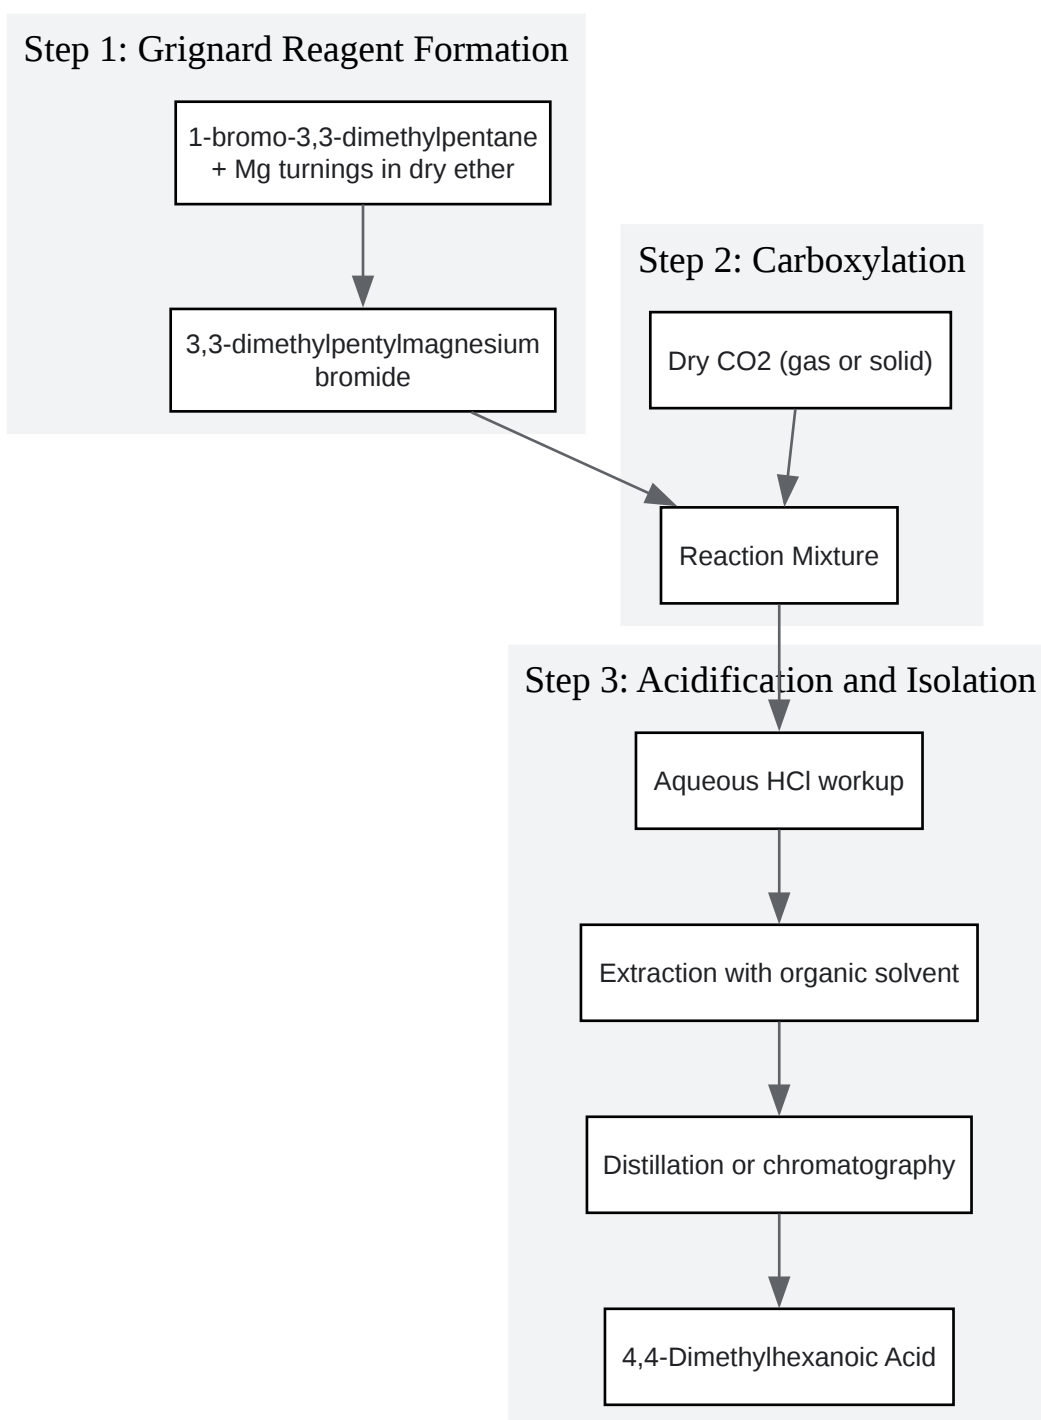 Step 1: Grignard Reagent Formation
1-bromo-3,3-dimethylpentane
+ Mg turnings in dry ether
3,3-dimethylpentylmagnesium
bromide
Step 2: Carboxylation
Dry CO2 (gas or solid)
Reaction Mixture
Step 3: Acidification and Isolation
Aqueous HCl workup
Extraction with organic solvent
Distillation or chromatography
4,4-Dimethylhexanoic Acid